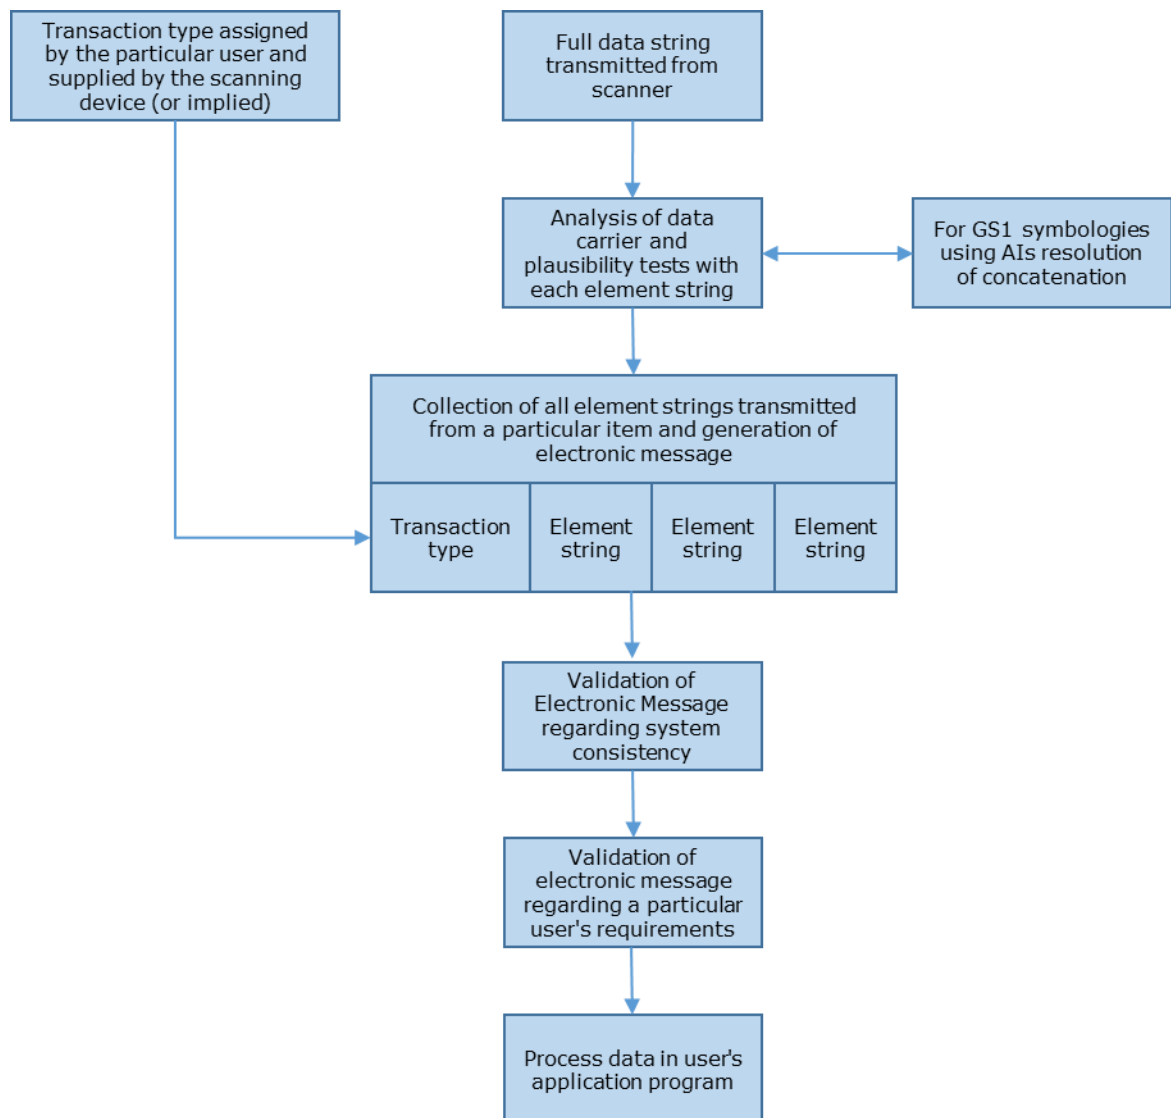 Transaction type assigned
by the particular user and
supplied by the scanning
device (or implied)
Full data string
transmitted from
scanner
Analysis of data
carrier and
plausibility tests with
each element string
For GS1 symbologies
using AIs resolution
of concatenation
Collection of all element strings transmitted
from a particular item and generation of
electronic message
Transaction
type
Element
string
Element
string
Element
string
Validation of
Electronic Message
regarding system
consistency
Validation of
electronic message
regarding a particular
user's requirements
Process data in user's
application program